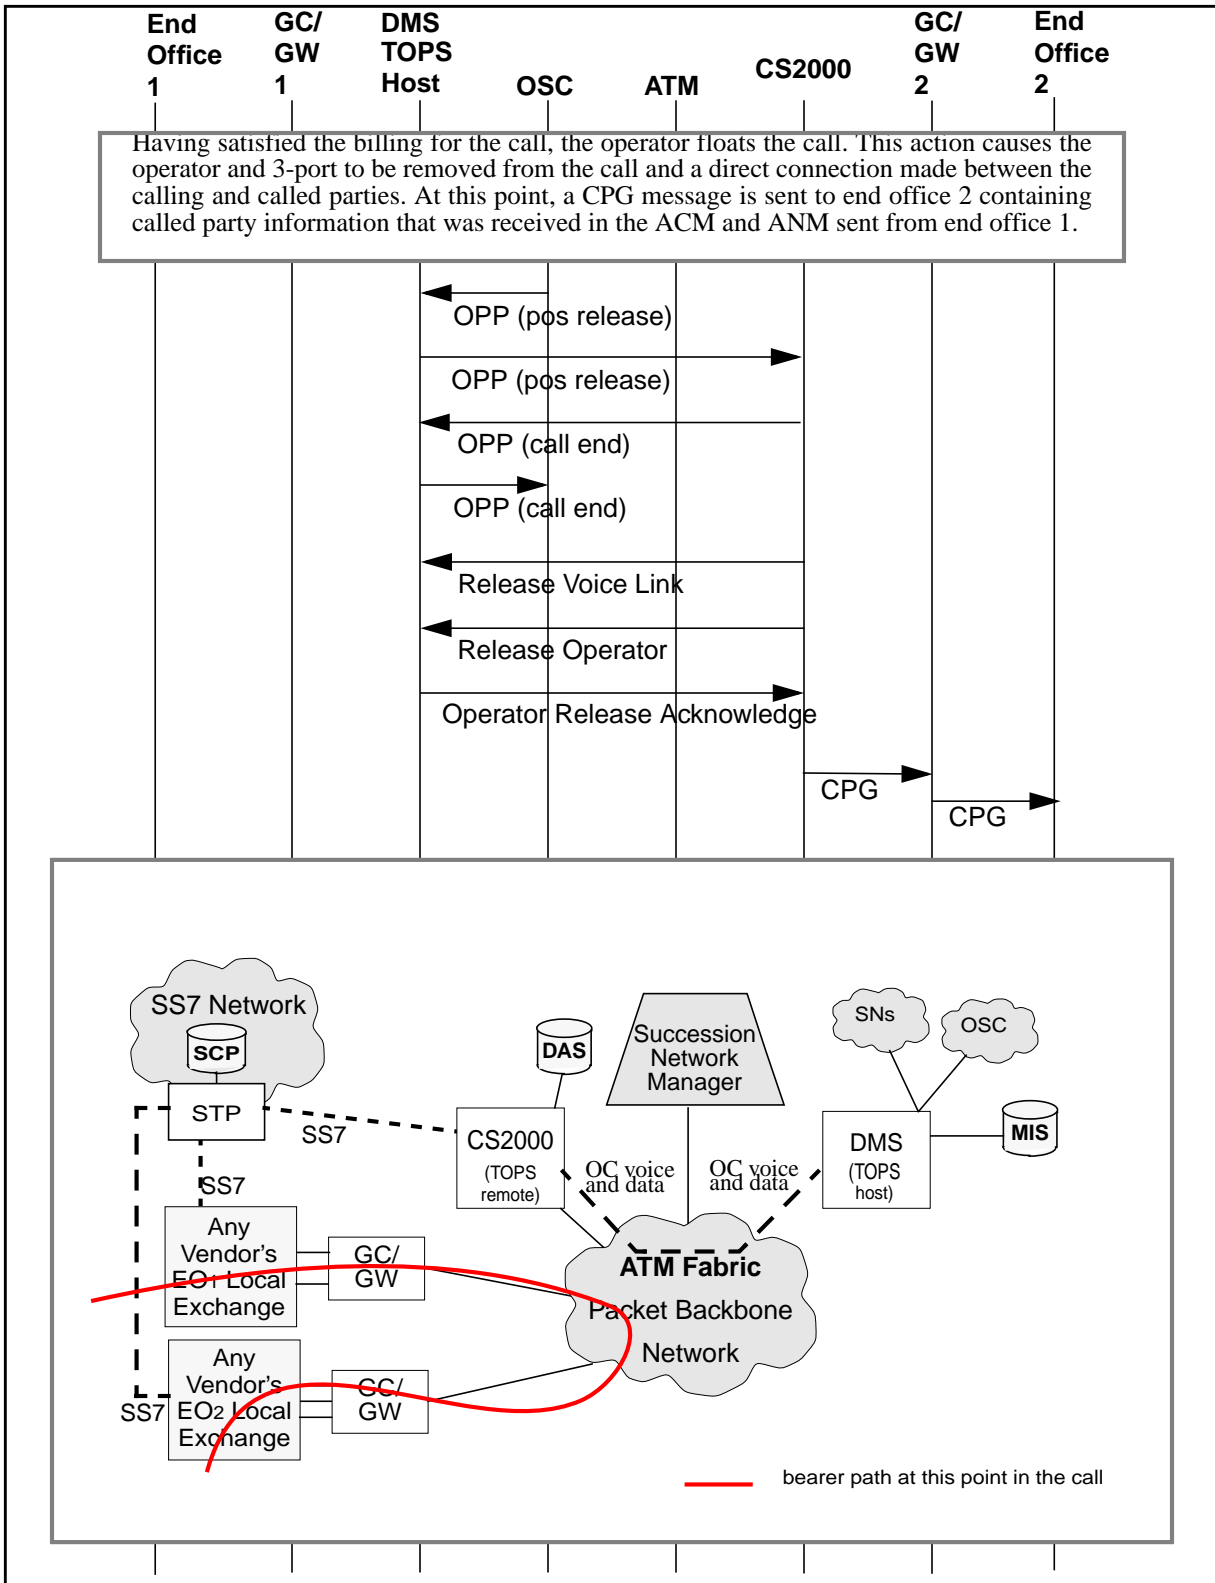 End Office 1
GC/ GW 1
DMS TOPS Host
OSC
ATM
CS2000
GC/ GW 2
End Office 2
Having satisfied the billing for the call, the operator floats the call. This action causes the
operator and 3-port to be removed from the call and a direct connection made between the
calling and called parties. At this point, a CPG message is sent to end office 2 containing
called party information that was received in the ACM and ANM sent from end office 1.
OPP (pos release)
OPP (pos release)
OPP (call end)
OPP (call end)
Release Voice Link
Release Operator
Operator Release Acknowledge
CPG
CPG
SS7 Network
SCP
STP
SS7
SS7
SS7
DAS
Succession
Network
Manager
SNs
OSC
MIS
CS2000
(TOPS
remote)
OC voice
and data
OC voice
and data
DMS
(TOPS
host)
Any
Vendor's
EO1 Local
Exchange
GC/
GW
ATM Fabric
Packet Backbone
Network
Any
Vendor's
EO2 Local
Exchange
GC/
GW
bearer path at this point in the call